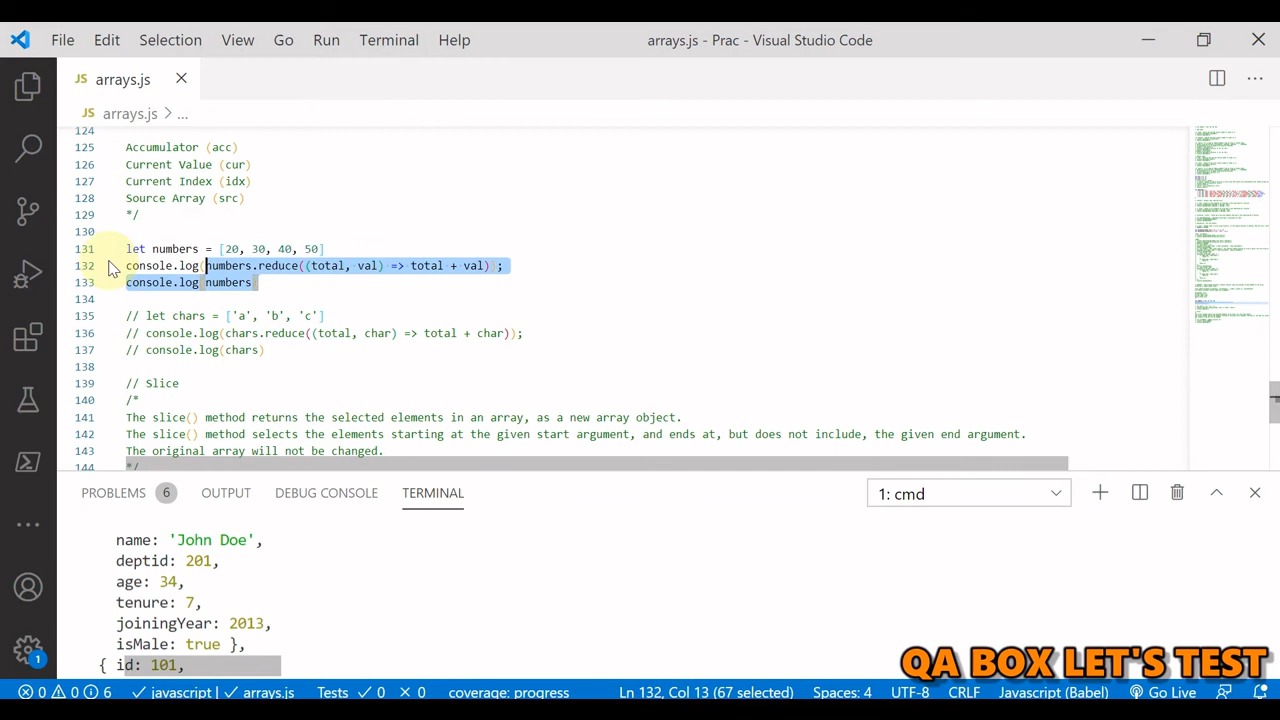 File Edit Selection View Go Run Terminal Help
arrays.js - Prac - Visual Studio Code
JS arrays.js
JS arrays.js > ...
124
125 Accumulator (acc)
126 Current Value (cur)
127 Current Index (idx)
128 Source Array (src)
129 */
130
131 let numbers = [20, 30, 40, 50]
132 console.log(numbers.reduce((total, val) => total + val));
133 console.log(numbers)
134
135 // let chars = ['a', 'b', 'c']
136 // console.log(chars.reduce((total, char) => total + char));
137 // console.log(chars)
138
139 // Slice
140 /*
141 The slice() method returns the selected elements in an array, as a new array object.
142 The slice() method selects the elements starting at the given start argument, and ends at, but does not include, the given end argument.
143 The original array will not be changed.
144 */
PROBLEMS 6 OUTPUT DEBUG CONSOLE TERMINAL
1: cmd
name: 'John Doe',
deptid: 201,
age: 34,
tenure: 7,
joiningYear: 2013,
isMale: true },
{ id: 101,
QA BOX LET'S TEST
1
0 0 6 javascript | arrays.js Tests 0 0 coverage: progress Ln 132, Col 13 (67 selected) Spaces: 4 UTF-8 CRLF Javascript (Babel) Go Live